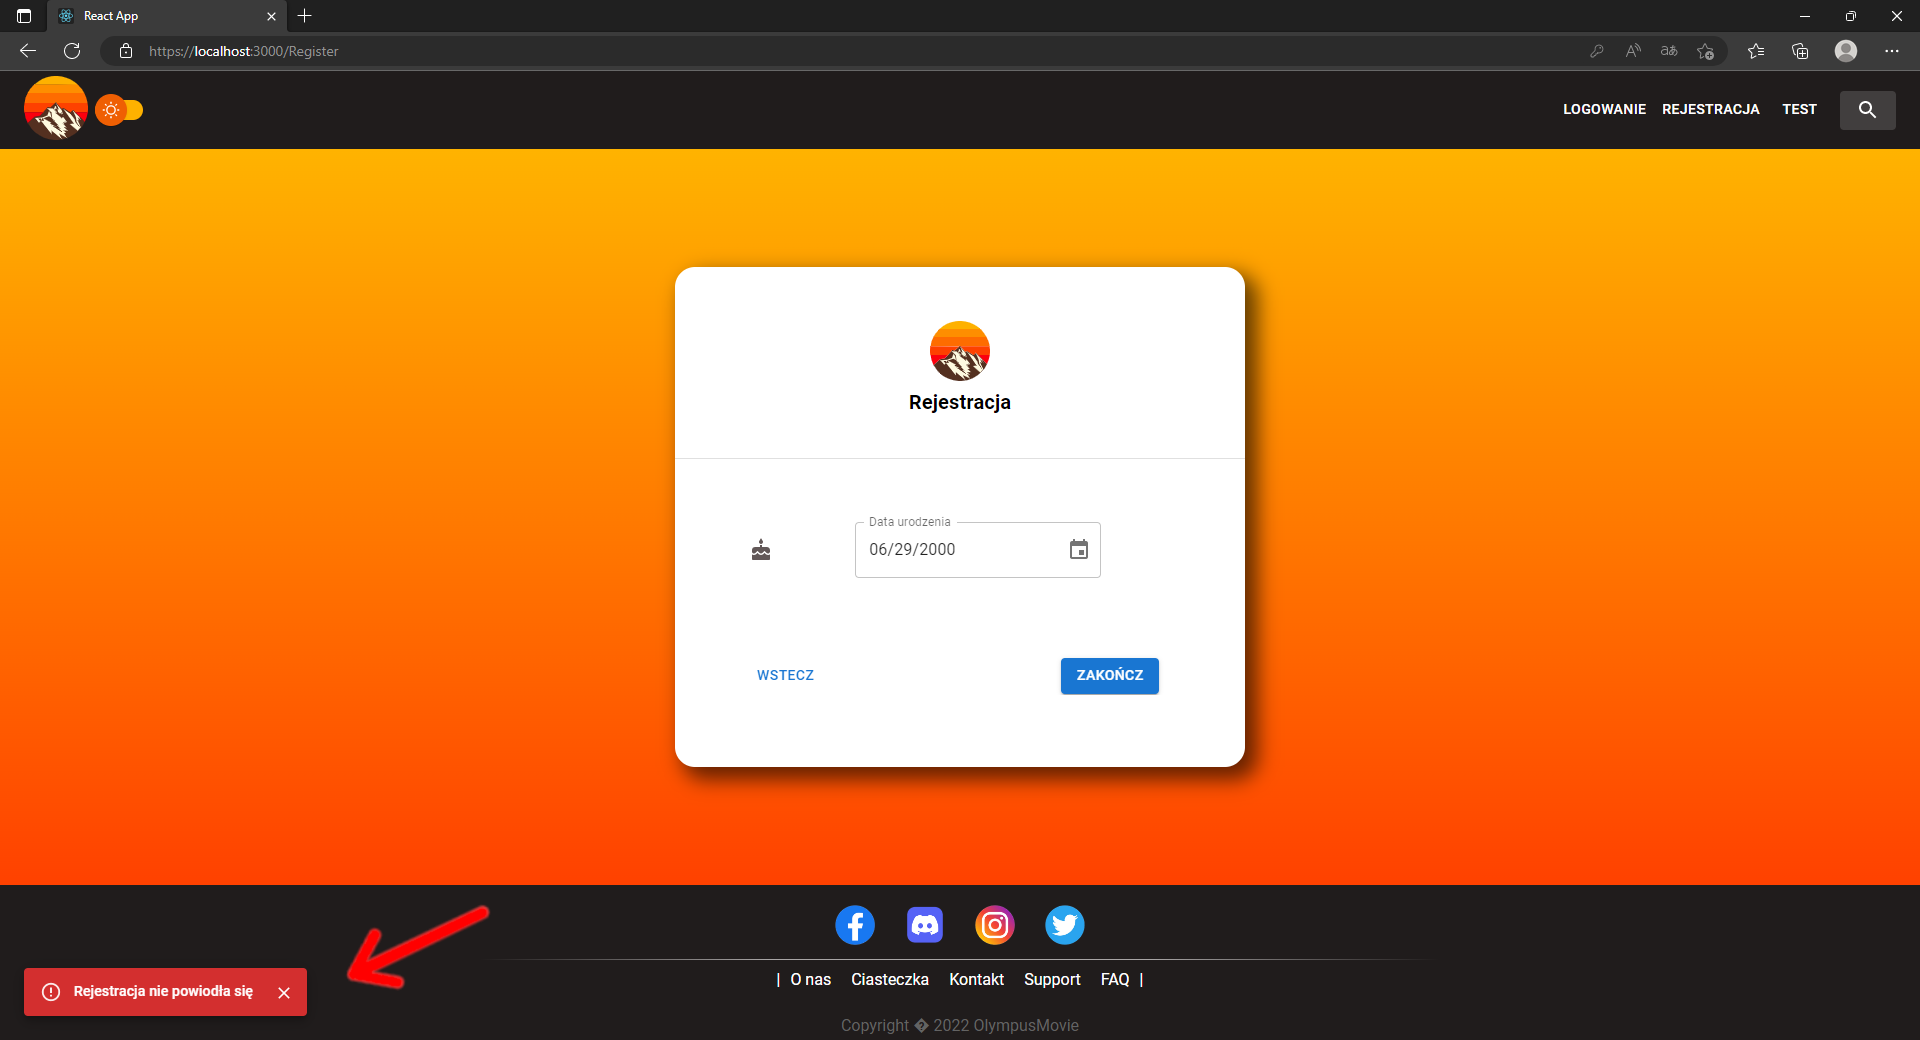 React App
https://localhost:3000/Register
LOGOWANIE REJESTRACJA TEST
Rejestracja
Data urodzenia
06/29/2000
WSTECZ ZAKOŃCZ
Rejestracja nie powiodła się
| O nas Ciasteczka Kontakt Support FAQ |
Copyright � 2022 OlympusMovie